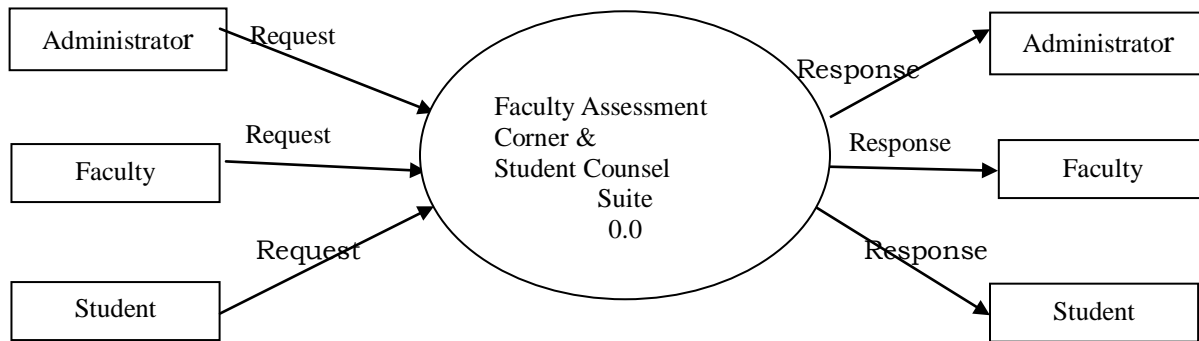 Administrator
Request
Faculty
Request
Student
Request
Faculty Assessment
Corner &
Student Counsel
Suite
0.0
Response
Administrator
Response
Faculty
Response
Student